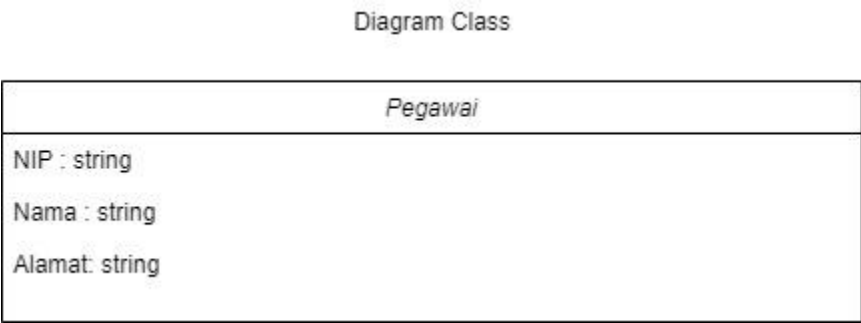 Diagram Class
Pegawai
NIP : string
Nama : string
Alamat: string